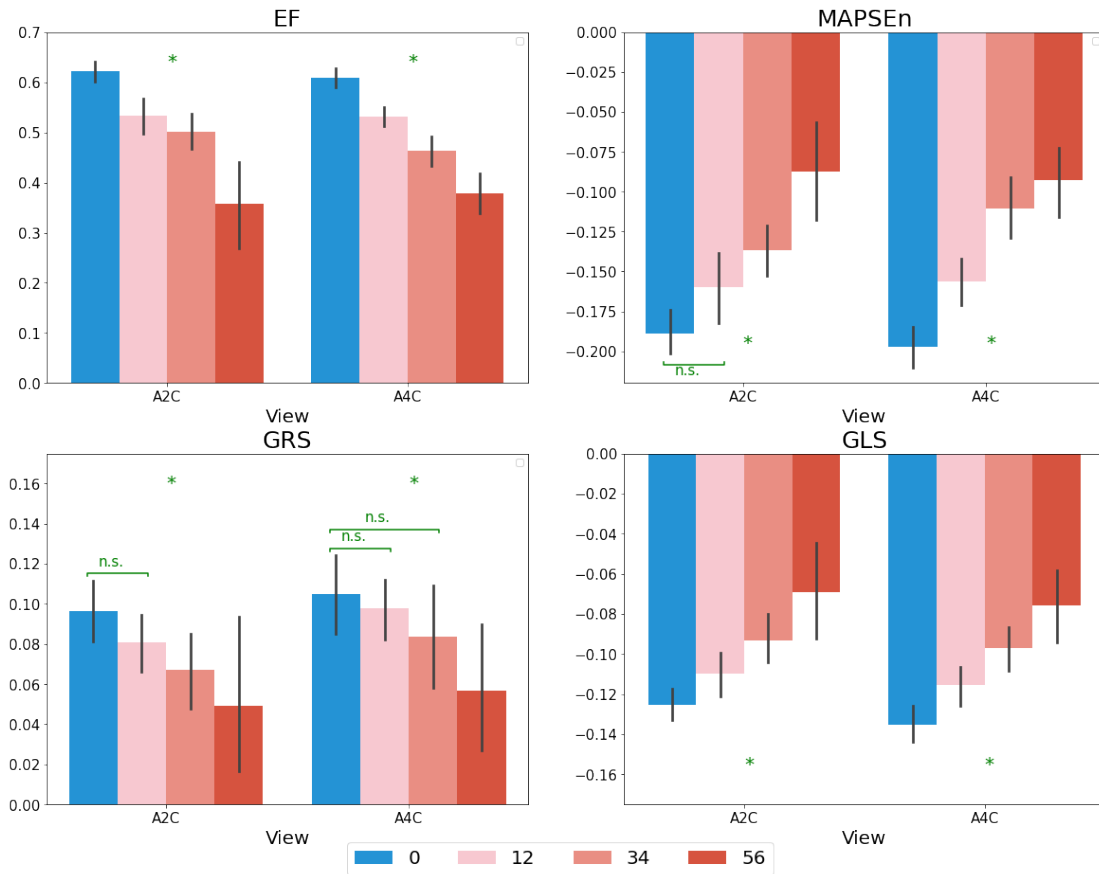 EF
0.7
0.6
0.5
0.4
0.3
0.2
0.1
0.0
*
*
A2C
A4C
View
MAPSEn
0.000
−0.025
−0.050
−0.075
−0.100
−0.125
−0.150
−0.175
−0.200
n.s.
*
*
A2C
A4C
View
GRS
0.16
0.14
0.12
0.10
0.08
0.06
0.04
0.02
0.00
*
*
n.s.
n.s.
n.s.
A2C
A4C
View
GLS
0.00
−0.02
−0.04
−0.06
−0.08
−0.10
−0.12
−0.14
−0.16
*
*
A2C
A4C
View
0 12 34 56